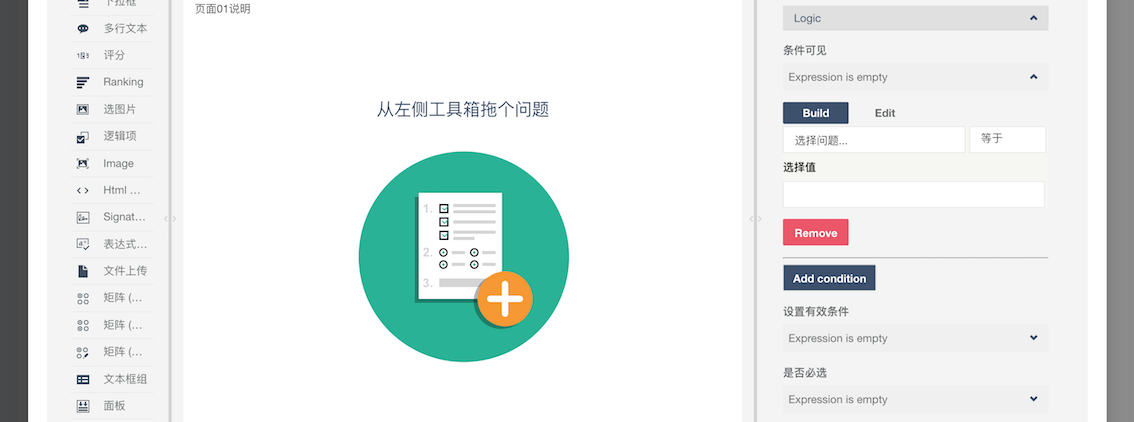 下拉框
多行文本
评分
Ranking
选图片
逻辑项
Image
Html ...
Signat...
表达式...
文件上传
矩阵 (...
矩阵 (...
矩阵 (...
文本框组
面板
页面01说明
从左侧工具箱拖个问题
1.
2.
3.
Logic
条件可见
Expression is empty
Build Edit
选择问题... 等于
选择值
Remove
Add condition
设置有效条件
Expression is empty
是否必选
Expression is empty